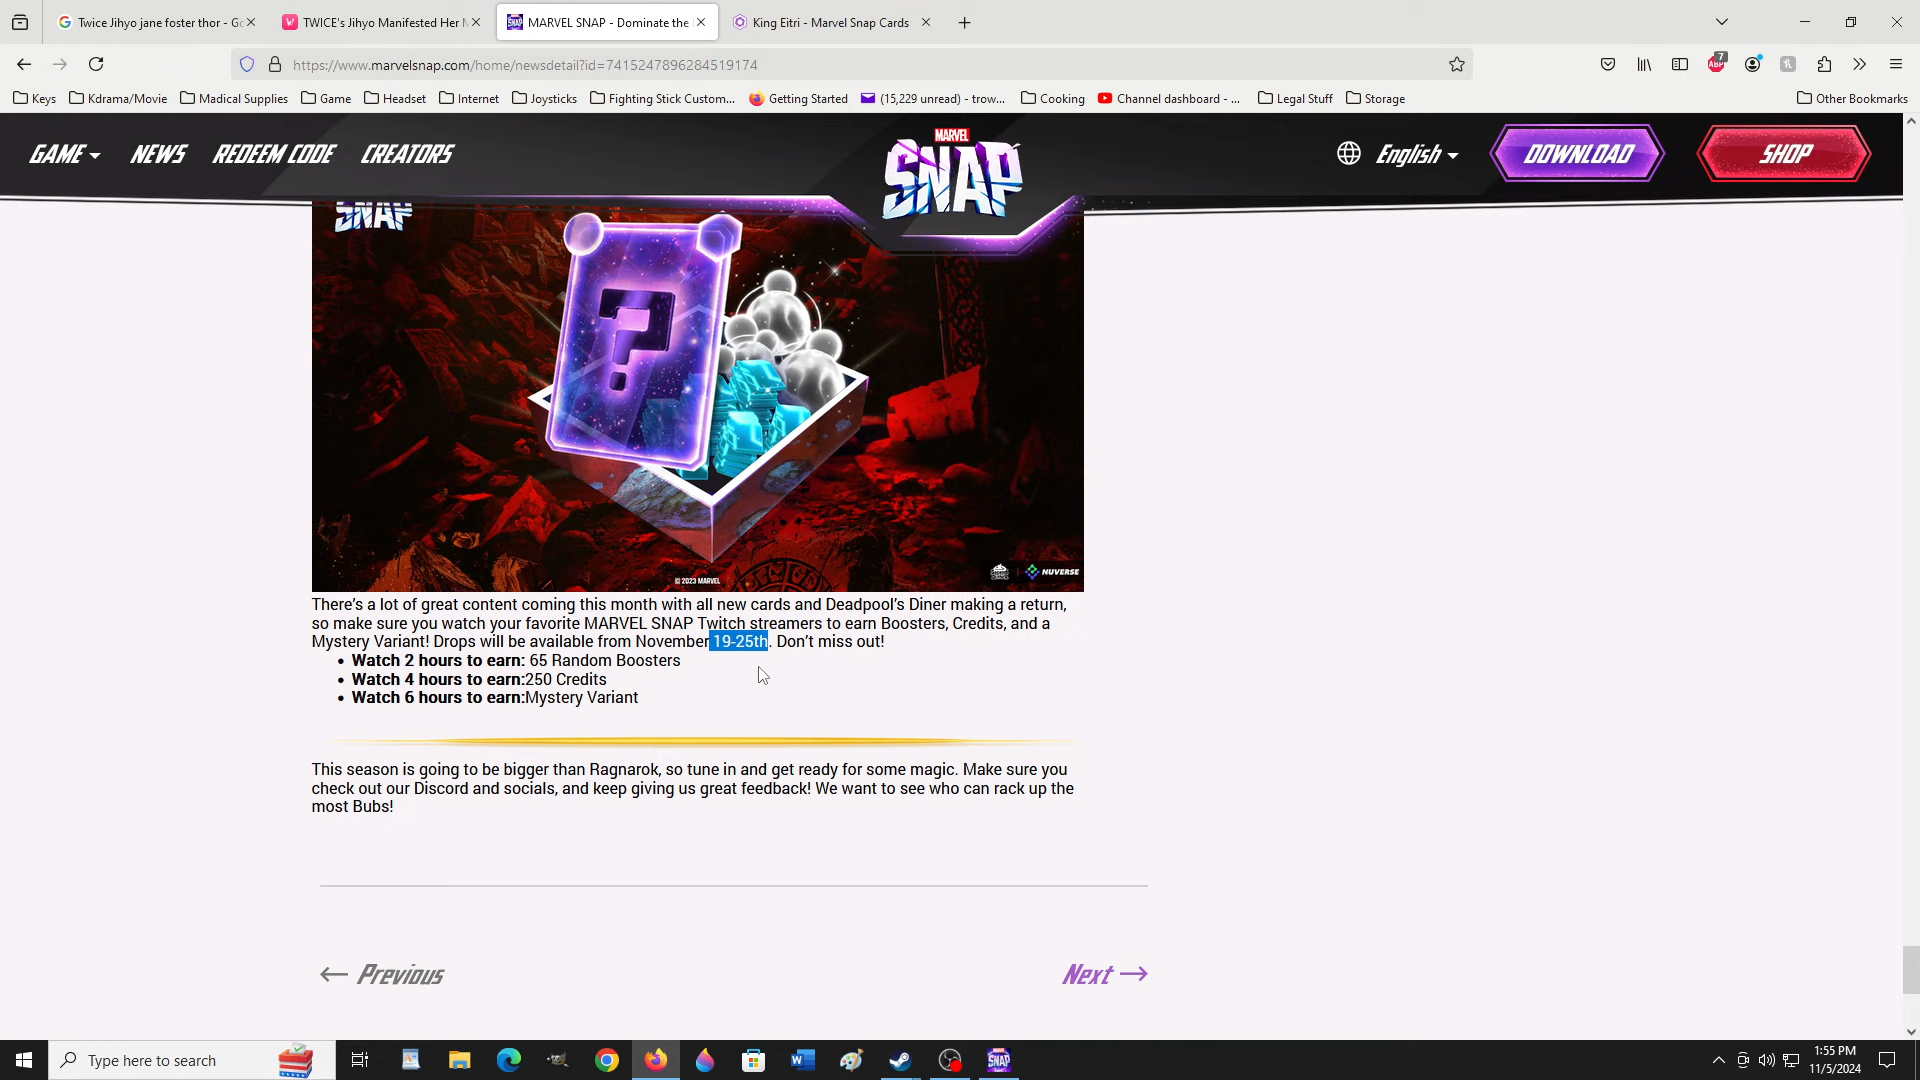 Twice Jihyo jane foster thor - Go
TWICE's Jihyo Manifested Her M
MARVEL SNAP - Dominate the
King Eitri - Marvel Snap Cards
https://www.marvelsnap.com/home/newsdetail?id=7415247896284519174
7
ABP
Keys
Kdrama/Movie
Madical Supplies
Game
Headset
Internet
Joysticks
Fighting Stick Custom...
Getting Started
(15,229 unread) - trow...
Cooking
Channel dashboard - ...
Legal Stuff
Storage
Other Bookmarks
GAME
NEWS
REDEEM CODE
CREATORS
MARVEL
SNAP
English
DOWNLOAD
SHOP
SNAP
?
© 2023 MARVEL
NUVERSE
There's a lot of great content coming this month with all new cards and Deadpool's Diner making a return,
so make sure you watch your favorite MARVEL SNAP Twitch streamers to earn Boosters, Credits, and a
Mystery Variant! Drops will be available from November 19-25th. Don't miss out!
• Watch 2 hours to earn: 65 Random Boosters
• Watch 4 hours to earn:250 Credits
• Watch 6 hours to earn:Mystery Variant
This season is going to be bigger than Ragnarok, so tune in and get ready for some magic. Make sure you
check out our Discord and socials, and keep giving us great feedback! We want to see who can rack up the
most Bubs!
← Previous
Next →
Type here to search
1:55 PM
11/5/2024